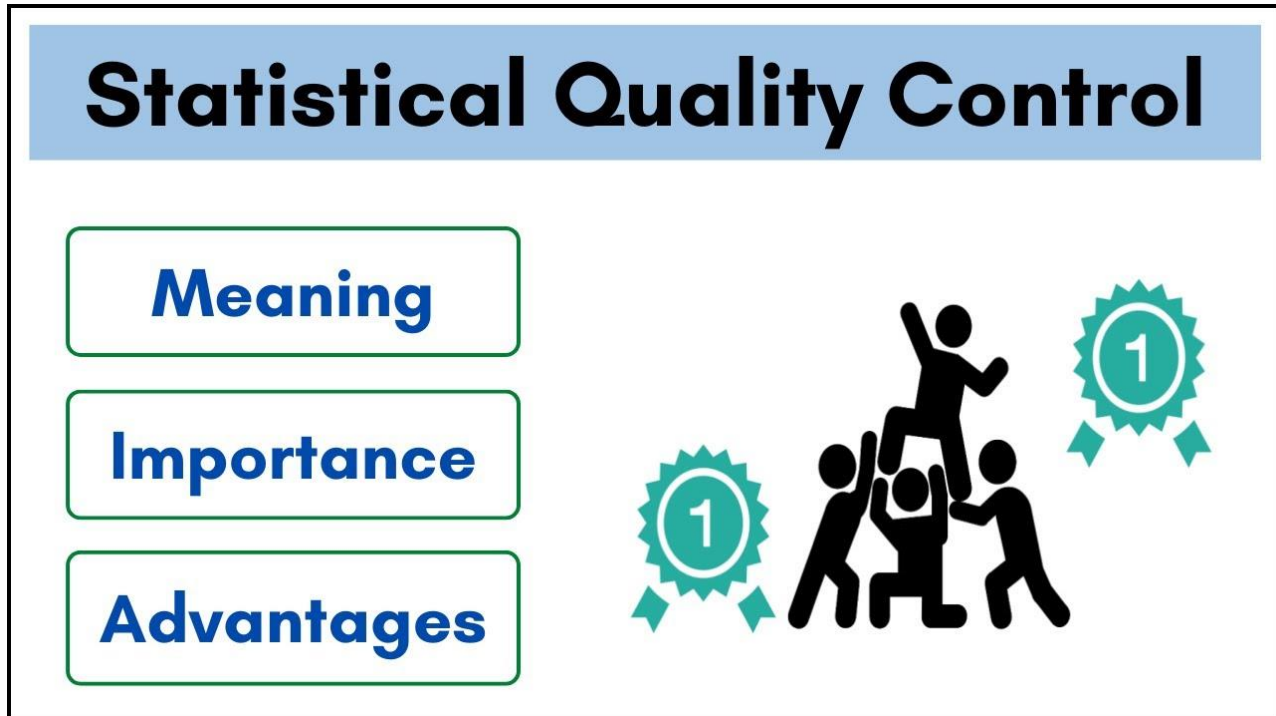 Statistical Quality Control
Meaning
Importance
Advantages
1
1